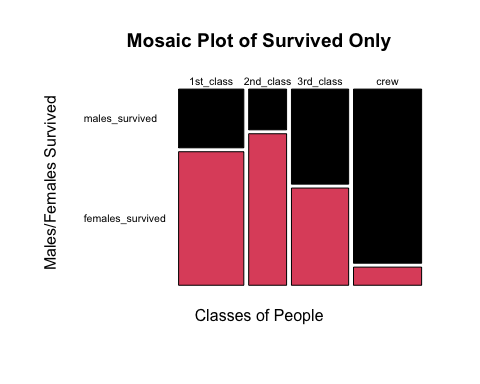 Mosaic Plot of Survived Only
1st_class 2nd_class 3rd_class crew
males_survived
females_survived
Males/Females Survived
Classes of People